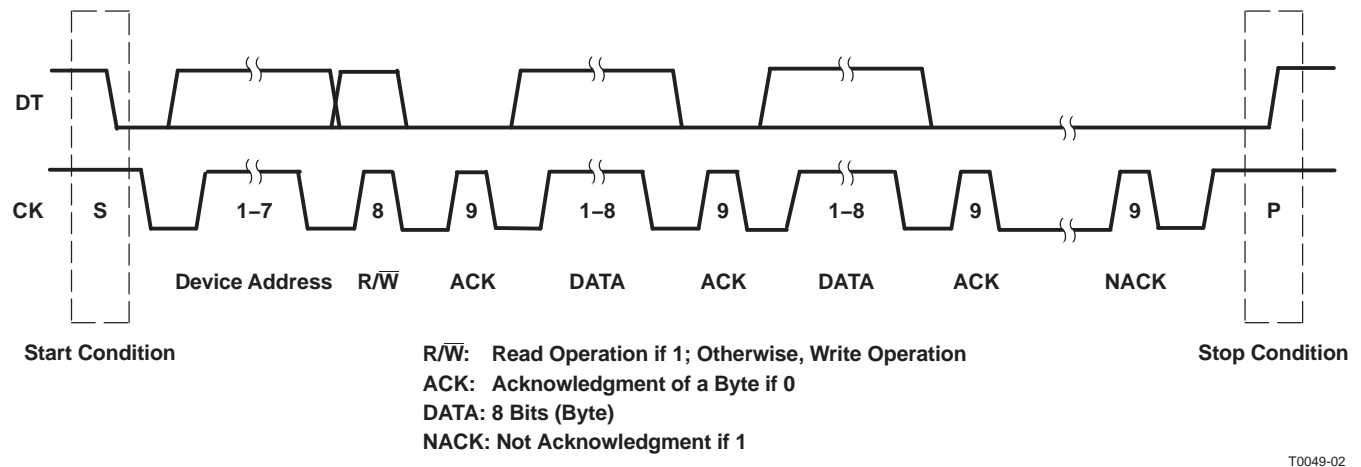 DT
CK
S 1–7 8 9 1–8 9 1–8 9 9 P
Device Address R/W̅ ACK DATA ACK DATA ACK NACK
Start Condition
Stop Condition
R/W̅: Read Operation if 1; Otherwise, Write Operation
ACK: Acknowledgment of a Byte if 0
DATA: 8 Bits (Byte)
NACK: Not Acknowledgment if 1
T0049-02